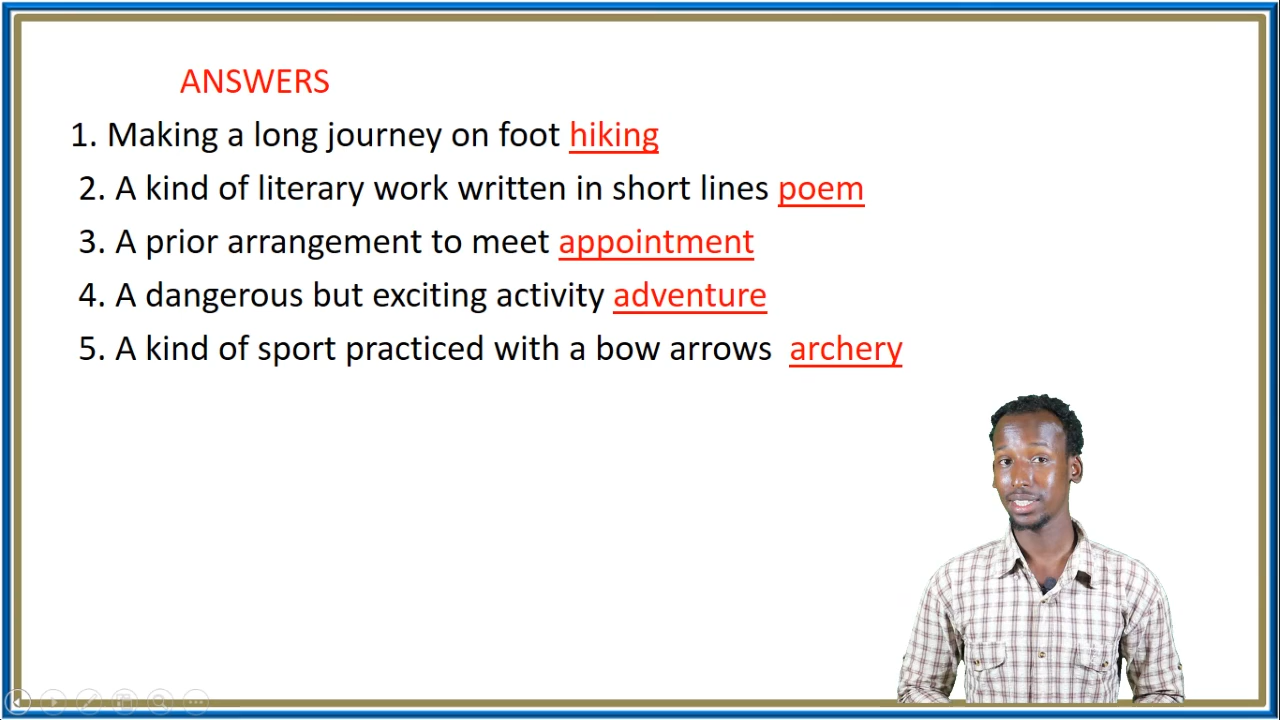 ANSWERS
1. Making a long journey on foot hiking
2. A kind of literary work written in short lines poem
3. A prior arrangement to meet appointment
4. A dangerous but exciting activity adventure
5. A kind of sport practiced with a bow arrows archery